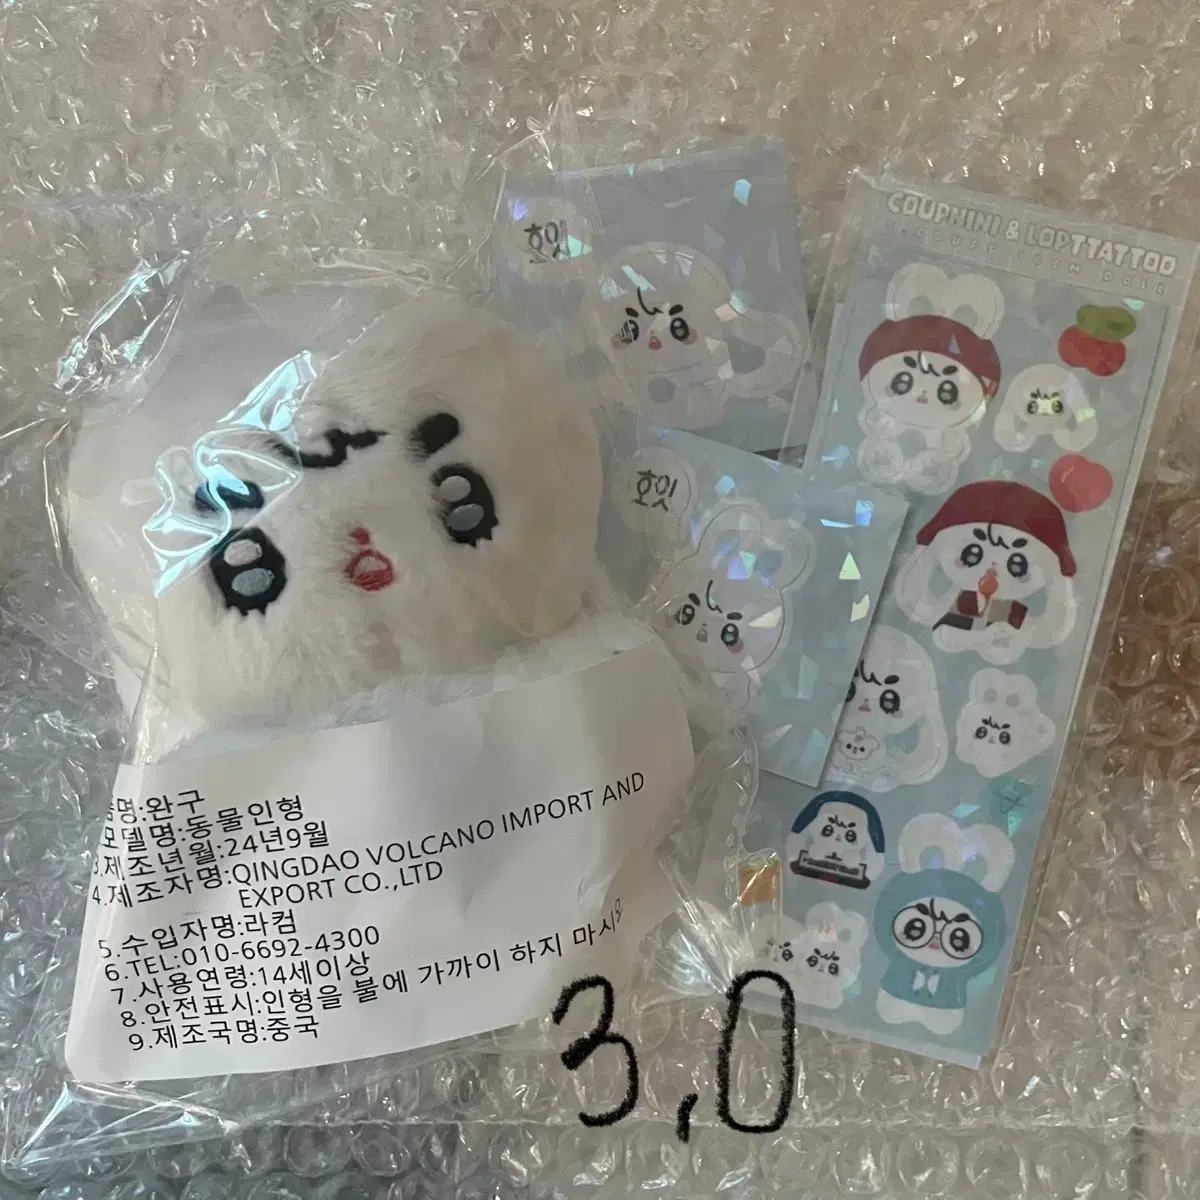 COUPMINI & LOPTTATTOO
S.COUPS 10CM DOLL
호잇
호잇
명:완구
모델명:동물인형
3.제조년월:24년9월
4.제조자명:QINGDAO VOLCANO IMPORT AND
EXPORT CO.,LTD
5.수입자명:라컴
6.TEL:010-6692-4300
7.사용연령:14세이상
8.안전표시:인형을 불에 가까이 하지 마시오
9.제조국명:중국
3,0